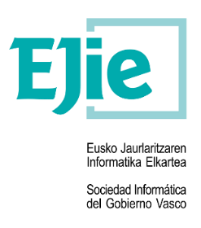 EJie
Eusko Jaurlaritzaren
Informatika Elkartea
Sociedad Informática
del Gobierno Vasco